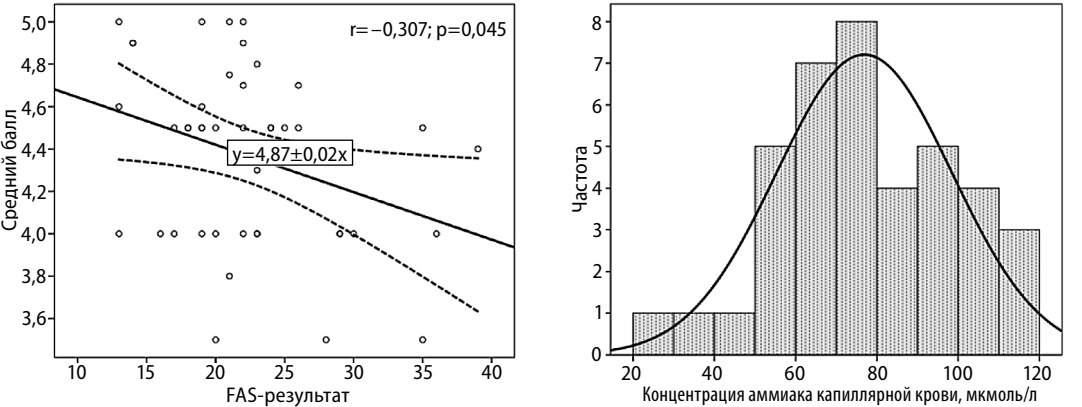 5,0
4,8
4,6
4,4
4,2
4,0
3,8
3,6
Средний балл
r= –0,307; p=0,045
y=4,87±0,02x
10 15 20 25 30 35 40
FAS-результат
8
7
6
5
4
3
2
1
0
Частота
20 40 60 80 100 120
Концентрация аммиака капиллярной крови, мкмоль/л